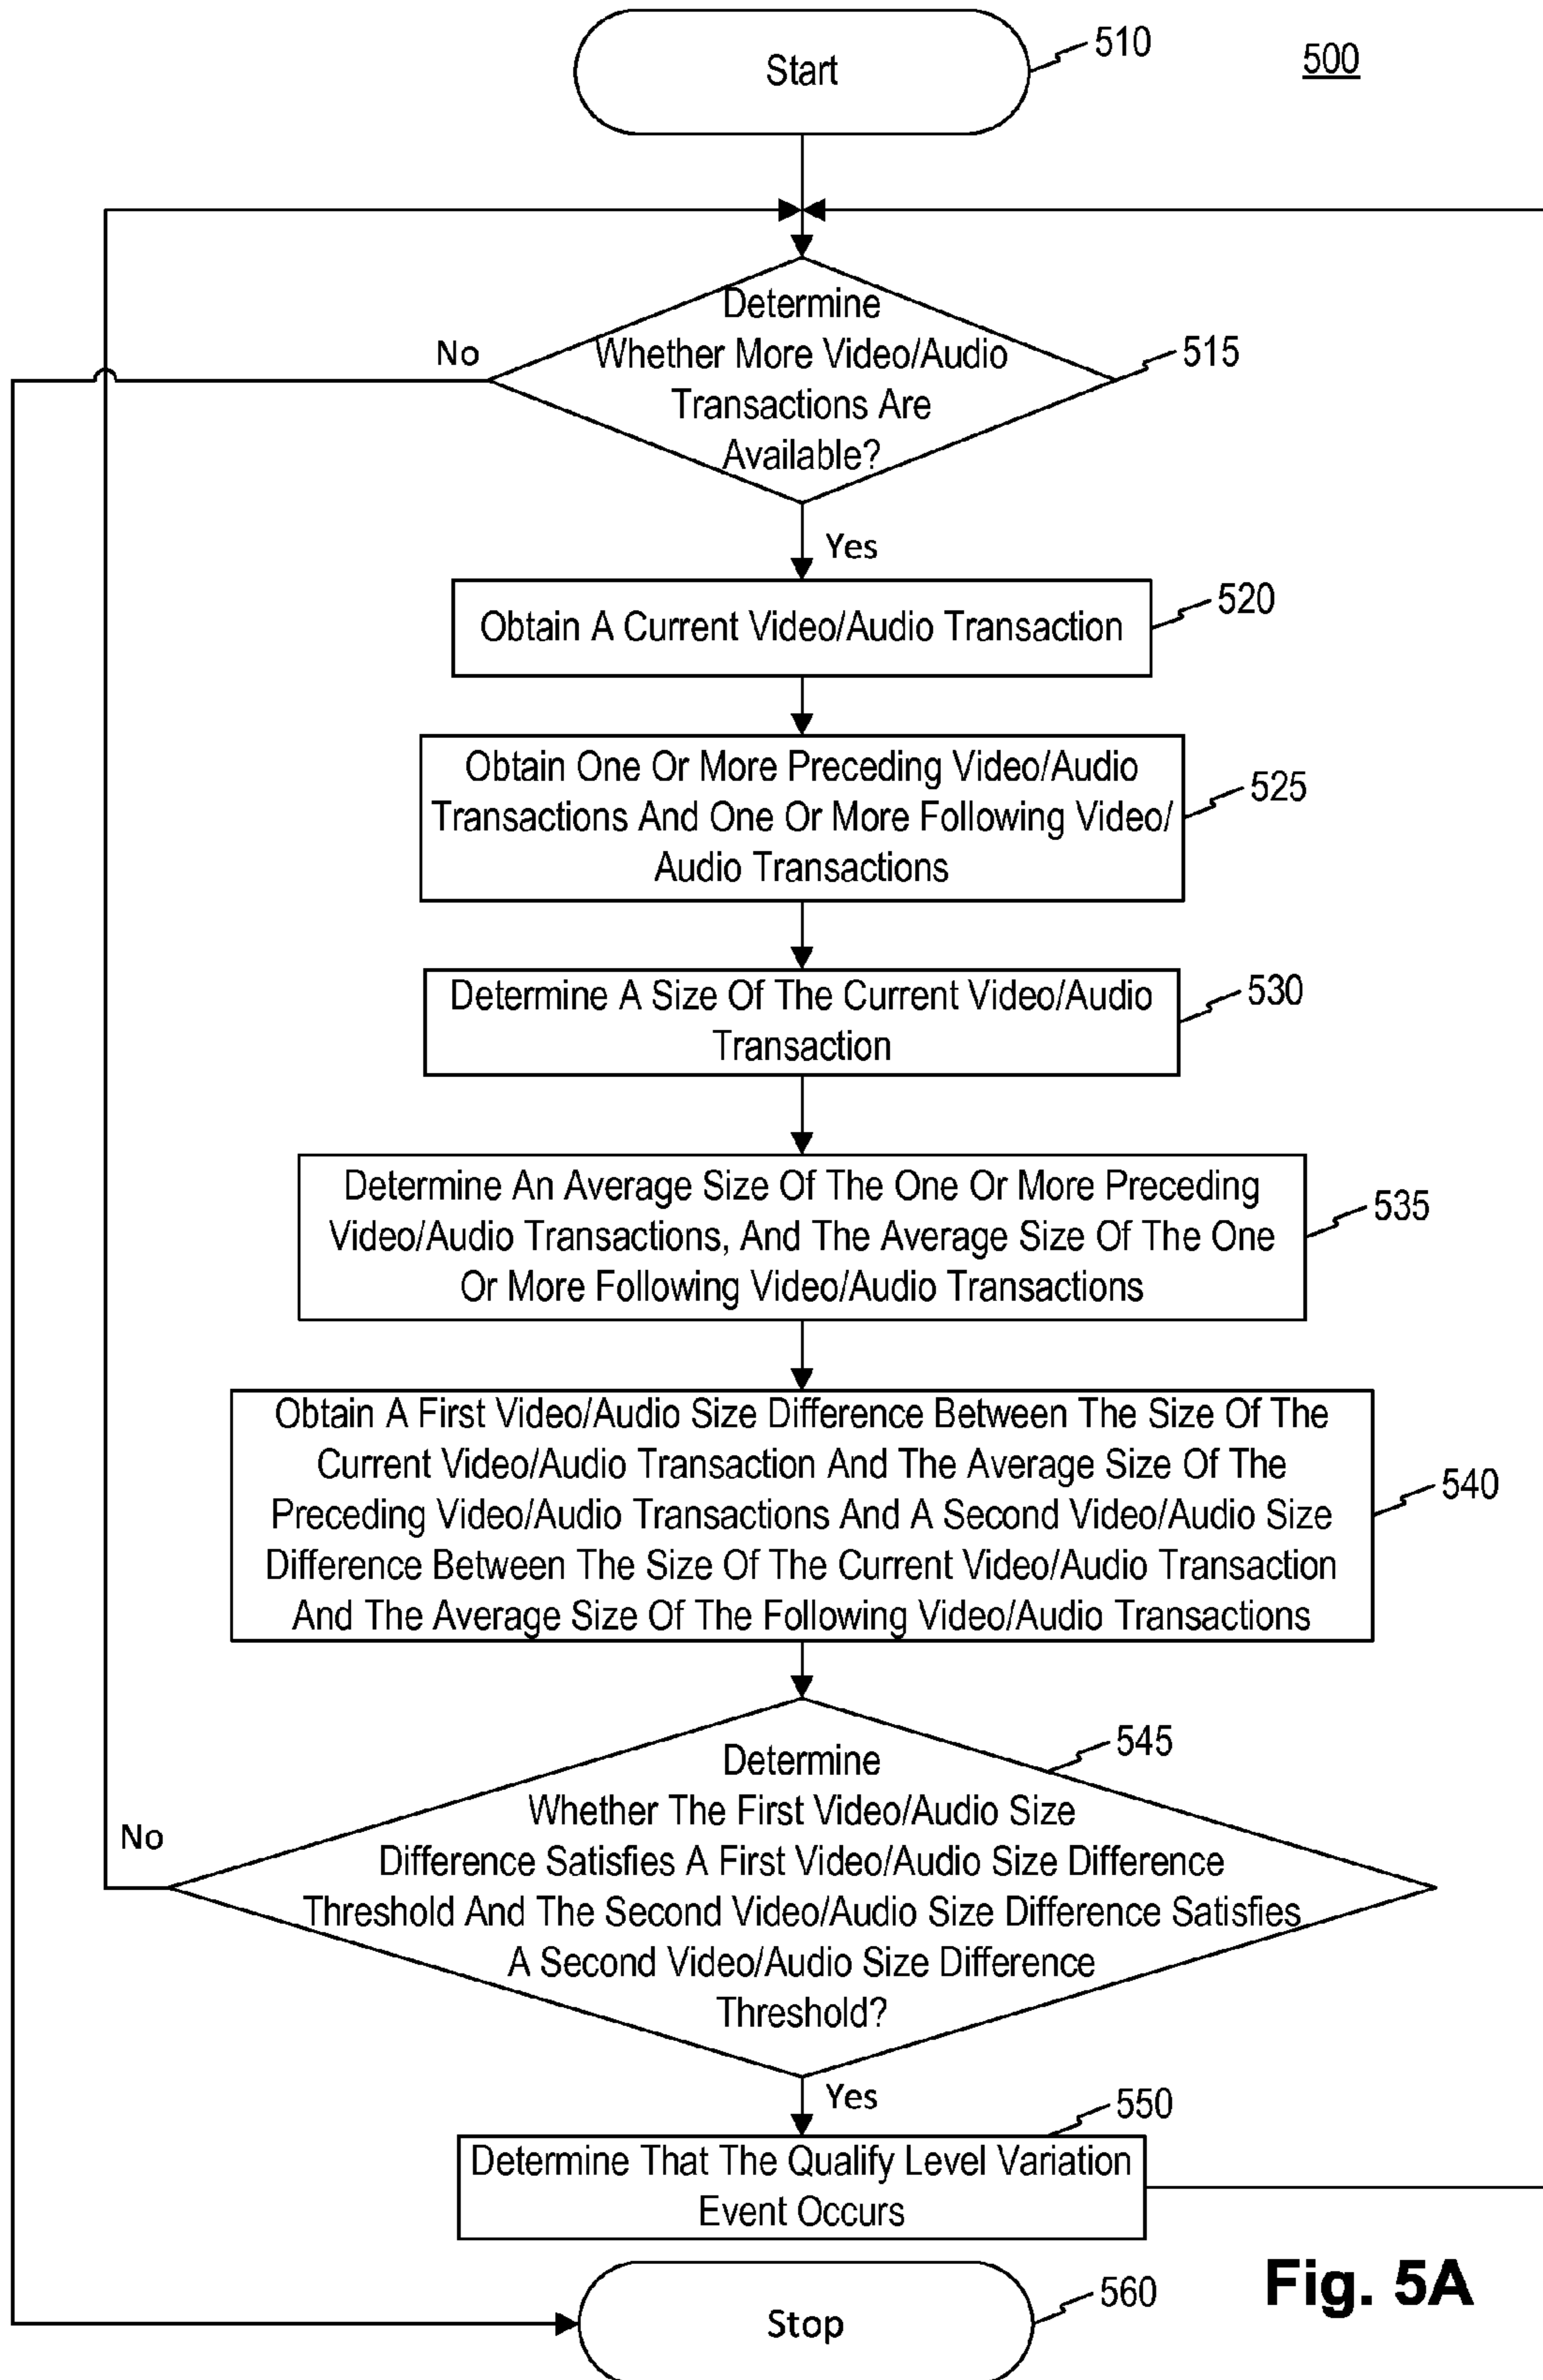 Start
510
500
Determine
Whether More Video/Audio
Transactions Are
Available?
515
No
Yes
Obtain A Current Video/Audio Transaction
520
Obtain One Or More Preceding Video/Audio
Transactions And One Or More Following Video/
Audio Transactions
525
Determine A Size Of The Current Video/Audio
Transaction
530
Determine An Average Size Of The One Or More Preceding
Video/Audio Transactions, And The Average Size Of The One
Or More Following Video/Audio Transactions
535
Obtain A First Video/Audio Size Difference Between The Size Of The
Current Video/Audio Transaction And The Average Size Of The
Preceding Video/Audio Transactions And A Second Video/Audio Size
Difference Between The Size Of The Current Video/Audio Transaction
And The Average Size Of The Following Video/Audio Transactions
540
Determine
Whether The First Video/Audio Size
Difference Satisfies A First Video/Audio Size Difference
Threshold And The Second Video/Audio Size Difference Satisfies
A Second Video/Audio Size Difference
Threshold?
545
No
Yes
Determine That The Qualify Level Variation
Event Occurs
550
Stop
560
Fig. 5A